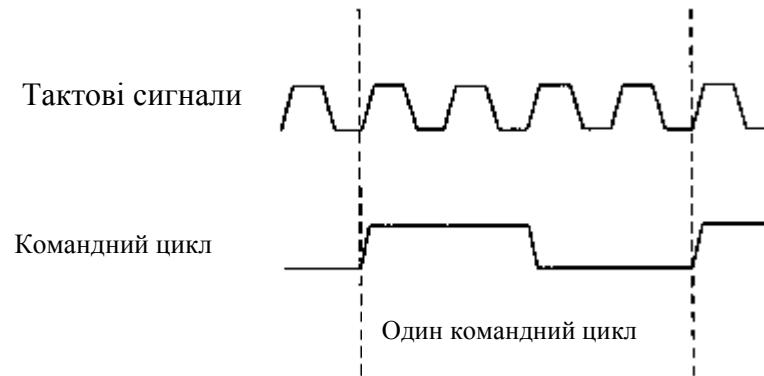 Тактові сигнали
Командний цикл
Один командний цикл